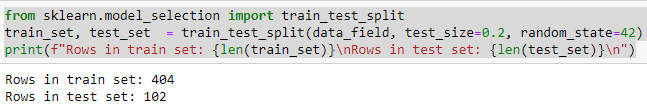 from sklearn.model_selection import train_test_split
train_set, test_set  = train_test_split(data_field, test_size=0.2, random_state=42)
print(f"Rows in train set: {len(train_set)}\nRows in test set: {len(test_set)}\n")
Rows in train set: 404
Rows in test set: 102